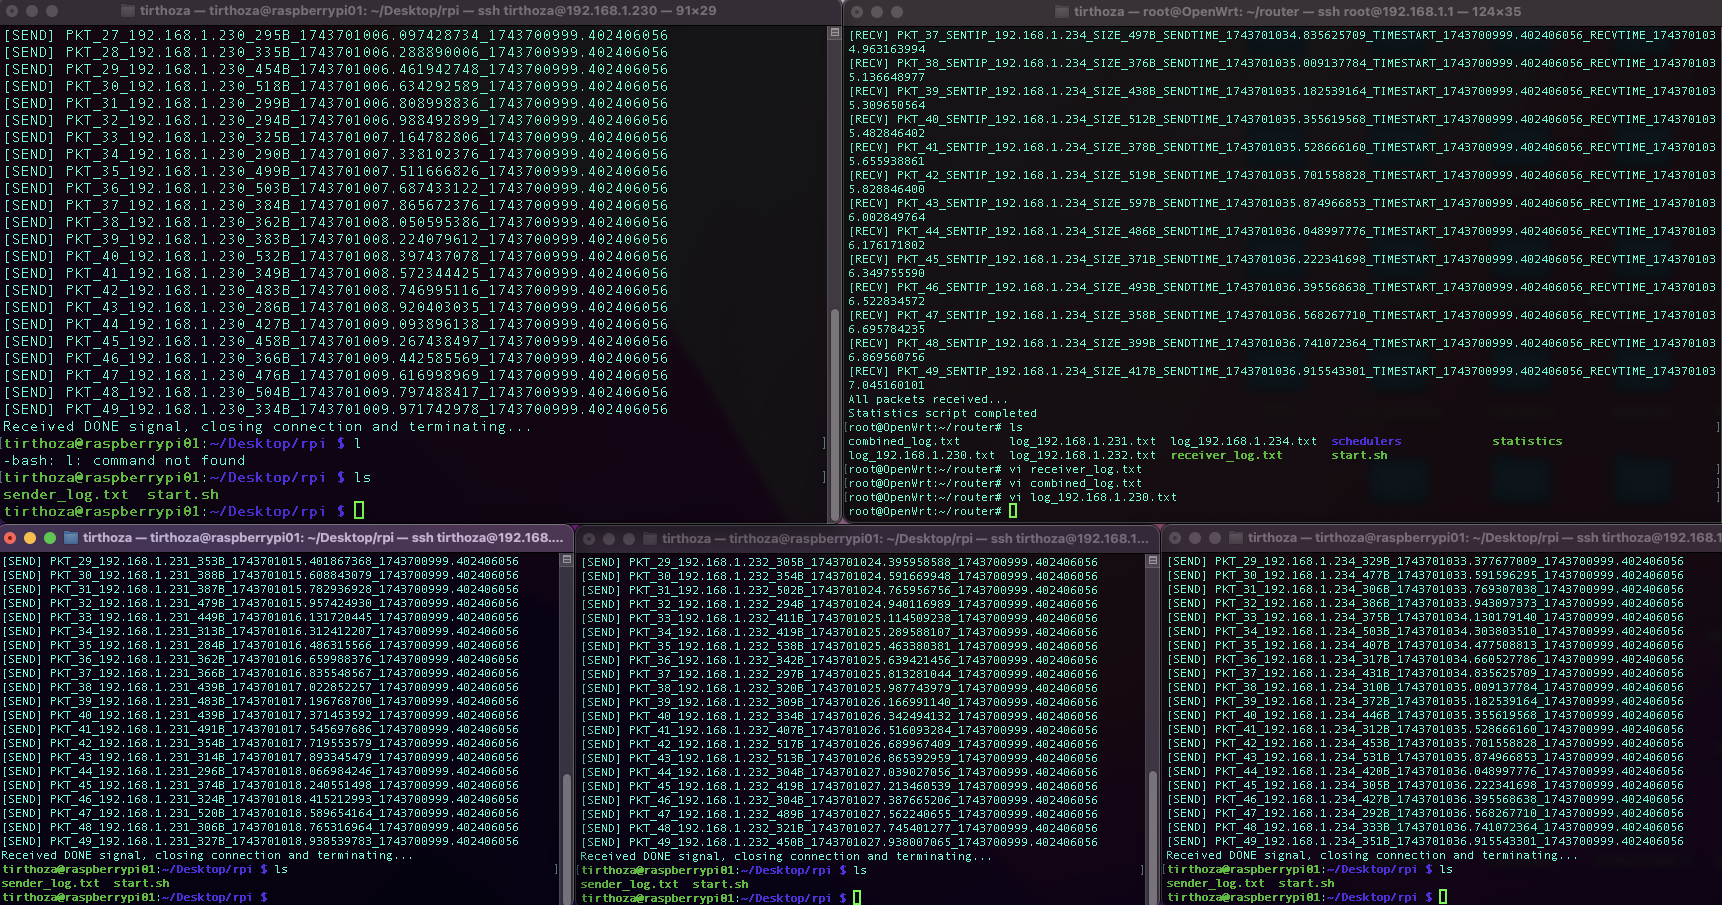 tirthoza — tirthoza@raspberrypi01: ~/Desktop/rpi — ssh tirthoza@192.168.1.230 — 91×29
[SEND] PKT_27_192.168.1.230_295B_1743701006.097428734_1743700999.402406056
[SEND] PKT_28_192.168.1.230_335B_1743701006.288890006_1743700999.402406056
[SEND] PKT_29_192.168.1.230_454B_1743701006.461942748_1743700999.402406056
[SEND] PKT_30_192.168.1.230_518B_1743701006.634292589_1743700999.402406056
[SEND] PKT_31_192.168.1.230_299B_1743701006.808998836_1743700999.402406056
[SEND] PKT_32_192.168.1.230_294B_1743701006.988492899_1743700999.402406056
[SEND] PKT_33_192.168.1.230_325B_1743701007.164782806_1743700999.402406056
[SEND] PKT_34_192.168.1.230_290B_1743701007.338102376_1743700999.402406056
[SEND] PKT_35_192.168.1.230_499B_1743701007.511666826_1743700999.402406056
[SEND] PKT_36_192.168.1.230_503B_1743701007.687433122_1743700999.402406056
[SEND] PKT_37_192.168.1.230_384B_1743701007.865672376_1743700999.402406056
[SEND] PKT_38_192.168.1.230_362B_1743701008.050595386_1743700999.402406056
[SEND] PKT_39_192.168.1.230_383B_1743701008.224079612_1743700999.402406056
[SEND] PKT_40_192.168.1.230_532B_1743701008.397437078_1743700999.402406056
[SEND] PKT_41_192.168.1.230_349B_1743701008.572344425_1743700999.402406056
[SEND] PKT_42_192.168.1.230_483B_1743701008.746995116_1743700999.402406056
[SEND] PKT_43_192.168.1.230_286B_1743701008.920403035_1743700999.402406056
[SEND] PKT_44_192.168.1.230_427B_1743701009.093896138_1743700999.402406056
[SEND] PKT_45_192.168.1.230_458B_1743701009.267438497_1743700999.402406056
[SEND] PKT_46_192.168.1.230_366B_1743701009.442585569_1743700999.402406056
[SEND] PKT_47_192.168.1.230_476B_1743701009.616998969_1743700999.402406056
[SEND] PKT_48_192.168.1.230_504B_1743701009.797488417_1743700999.402406056
[SEND] PKT_49_192.168.1.230_334B_1743701009.971742978_1743700999.402406056
Received DONE signal, closing connection and terminating...
[tirthoza@raspberrypi01:~/Desktop/rpi $ l ]
-bash: l: command not found
[tirthoza@raspberrypi01:~/Desktop/rpi $ ls ]
sender_log.txt start.sh
tirthoza@raspberrypi01:~/Desktop/rpi $
tirthoza — root@OpenWrt: ~/router — ssh root@192.168.1.1 — 124×35
[RECV] PKT_37_SENTIP_192.168.1.234_SIZE_497B_SENDTIME_1743701034.835625709_TIMESTART_1743700999.402406056_RECVTIME_174370103
4.963163994
[RECV] PKT_38_SENTIP_192.168.1.234_SIZE_376B_SENDTIME_1743701035.009137784_TIMESTART_1743700999.402406056_RECVTIME_174370103
5.136648977
[RECV] PKT_39_SENTIP_192.168.1.234_SIZE_438B_SENDTIME_1743701035.182539164_TIMESTART_1743700999.402406056_RECVTIME_174370103
5.309650564
[RECV] PKT_40_SENTIP_192.168.1.234_SIZE_512B_SENDTIME_1743701035.355619568_TIMESTART_1743700999.402406056_RECVTIME_174370103
5.482846402
[RECV] PKT_41_SENTIP_192.168.1.234_SIZE_378B_SENDTIME_1743701035.528666160_TIMESTART_1743700999.402406056_RECVTIME_174370103
5.655938861
[RECV] PKT_42_SENTIP_192.168.1.234_SIZE_519B_SENDTIME_1743701035.701558828_TIMESTART_1743700999.402406056_RECVTIME_174370103
5.828846400
[RECV] PKT_43_SENTIP_192.168.1.234_SIZE_597B_SENDTIME_1743701035.874966853_TIMESTART_1743700999.402406056_RECVTIME_174370103
6.002849764
[RECV] PKT_44_SENTIP_192.168.1.234_SIZE_486B_SENDTIME_1743701036.048997776_TIMESTART_1743700999.402406056_RECVTIME_174370103
6.176171802
[RECV] PKT_45_SENTIP_192.168.1.234_SIZE_371B_SENDTIME_1743701036.222341698_TIMESTART_1743700999.402406056_RECVTIME_174370103
6.349755590
[RECV] PKT_46_SENTIP_192.168.1.234_SIZE_493B_SENDTIME_1743701036.395568638_TIMESTART_1743700999.402406056_RECVTIME_174370103
6.522834572
[RECV] PKT_47_SENTIP_192.168.1.234_SIZE_358B_SENDTIME_1743701036.568267710_TIMESTART_1743700999.402406056_RECVTIME_174370103
6.695784235
[RECV] PKT_48_SENTIP_192.168.1.234_SIZE_399B_SENDTIME_1743701036.741072364_TIMESTART_1743700999.402406056_RECVTIME_174370103
6.869560756
[RECV] PKT_49_SENTIP_192.168.1.234_SIZE_417B_SENDTIME_1743701036.915543301_TIMESTART_1743700999.402406056_RECVTIME_174370103
7.045160101
All packets received...
Statistics script completed
[root@OpenWrt:~/router# ls ]
combined_log.txt log_192.168.1.231.txt log_192.168.1.234.txt schedulers statistics
log_192.168.1.230.txt log_192.168.1.232.txt receiver_log.txt start.sh
[root@OpenWrt:~/router# vi receiver_log.txt ]
[root@OpenWrt:~/router# vi combined_log.txt ]
[root@OpenWrt:~/router# vi log_192.168.1.230.txt ]
root@OpenWrt:~/router#
tirthoza — tirthoza@raspberrypi01: ~/Desktop/rpi — ssh tirthoza@192.168....
[SEND] PKT_29_192.168.1.231_353B_1743701015.401867368_1743700999.402406056
[SEND] PKT_30_192.168.1.231_388B_1743701015.608843079_1743700999.402406056
[SEND] PKT_31_192.168.1.231_387B_1743701015.782936928_1743700999.402406056
[SEND] PKT_32_192.168.1.231_479B_1743701015.957424930_1743700999.402406056
[SEND] PKT_33_192.168.1.231_449B_1743701016.131720445_1743700999.402406056
[SEND] PKT_34_192.168.1.231_313B_1743701016.312412207_1743700999.402406056
[SEND] PKT_35_192.168.1.231_284B_1743701016.486315566_1743700999.402406056
[SEND] PKT_36_192.168.1.231_362B_1743701016.659988376_1743700999.402406056
[SEND] PKT_37_192.168.1.231_366B_1743701016.835548567_1743700999.402406056
[SEND] PKT_38_192.168.1.231_439B_1743701017.022852257_1743700999.402406056
[SEND] PKT_39_192.168.1.231_483B_1743701017.196768700_1743700999.402406056
[SEND] PKT_40_192.168.1.231_439B_1743701017.371453592_1743700999.402406056
[SEND] PKT_41_192.168.1.231_491B_1743701017.545697686_1743700999.402406056
[SEND] PKT_42_192.168.1.231_354B_1743701017.719553579_1743700999.402406056
[SEND] PKT_43_192.168.1.231_314B_1743701017.893345479_1743700999.402406056
[SEND] PKT_44_192.168.1.231_296B_1743701018.066984246_1743700999.402406056
[SEND] PKT_45_192.168.1.231_374B_1743701018.240551498_1743700999.402406056
[SEND] PKT_46_192.168.1.231_324B_1743701018.415212993_1743700999.402406056
[SEND] PKT_47_192.168.1.231_520B_1743701018.589654164_1743700999.402406056
[SEND] PKT_48_192.168.1.231_306B_1743701018.765316964_1743700999.402406056
[SEND] PKT_49_192.168.1.231_327B_1743701018.938539783_1743700999.402406056
Received DONE signal, closing connection and terminating...
[tirthoza@raspberrypi01:~/Desktop/rpi $ ls ]
sender_log.txt start.sh
tirthoza@raspberrypi01:~/Desktop/rpi $
tirthoza — tirthoza@raspberrypi01: ~/Desktop/rpi — ssh tirthoza@192.168.1...
[SEND] PKT_29_192.168.1.232_305B_1743701024.395958588_1743700999.402406056
[SEND] PKT_30_192.168.1.232_354B_1743701024.591669948_1743700999.402406056
[SEND] PKT_31_192.168.1.232_502B_1743701024.765956756_1743700999.402406056
[SEND] PKT_32_192.168.1.232_294B_1743701024.940116989_1743700999.402406056
[SEND] PKT_33_192.168.1.232_411B_1743701025.114509238_1743700999.402406056
[SEND] PKT_34_192.168.1.232_419B_1743701025.289588107_1743700999.402406056
[SEND] PKT_35_192.168.1.232_538B_1743701025.463380381_1743700999.402406056
[SEND] PKT_36_192.168.1.232_342B_1743701025.639421456_1743700999.402406056
[SEND] PKT_37_192.168.1.232_297B_1743701025.813281044_1743700999.402406056
[SEND] PKT_38_192.168.1.232_320B_1743701025.987743979_1743700999.402406056
[SEND] PKT_39_192.168.1.232_309B_1743701026.166991140_1743700999.402406056
[SEND] PKT_40_192.168.1.232_334B_1743701026.342494132_1743700999.402406056
[SEND] PKT_41_192.168.1.232_407B_1743701026.516093284_1743700999.402406056
[SEND] PKT_42_192.168.1.232_517B_1743701026.689967409_1743700999.402406056
[SEND] PKT_43_192.168.1.232_513B_1743701026.865392959_1743700999.402406056
[SEND] PKT_44_192.168.1.232_304B_1743701027.039027056_1743700999.402406056
[SEND] PKT_45_192.168.1.232_419B_1743701027.213460539_1743700999.402406056
[SEND] PKT_46_192.168.1.232_304B_1743701027.387665206_1743700999.402406056
[SEND] PKT_47_192.168.1.232_489B_1743701027.562240655_1743700999.402406056
[SEND] PKT_48_192.168.1.232_321B_1743701027.745401277_1743700999.402406056
[SEND] PKT_49_192.168.1.232_450B_1743701027.938007065_1743700999.402406056
Received DONE signal, closing connection and terminating...
[tirthoza@raspberrypi01:~/Desktop/rpi $ ls ]
sender_log.txt start.sh
tirthoza@raspberrypi01:~/Desktop/rpi $
tirthoza — tirthoza@raspberrypi01: ~/Desktop/rpi — ssh tirthoza@192.168.1
[SEND] PKT_29_192.168.1.234_329B_1743701033.377677009_1743700999.402406056
[SEND] PKT_30_192.168.1.234_477B_1743701033.591596295_1743700999.402406056
[SEND] PKT_31_192.168.1.234_306B_1743701033.769307038_1743700999.402406056
[SEND] PKT_32_192.168.1.234_386B_1743701033.943097373_1743700999.402406056
[SEND] PKT_33_192.168.1.234_375B_1743701034.130179140_1743700999.402406056
[SEND] PKT_34_192.168.1.234_503B_1743701034.303803510_1743700999.402406056
[SEND] PKT_35_192.168.1.234_407B_1743701034.477508813_1743700999.402406056
[SEND] PKT_36_192.168.1.234_317B_1743701034.660527786_1743700999.402406056
[SEND] PKT_37_192.168.1.234_431B_1743701034.835625709_1743700999.402406056
[SEND] PKT_38_192.168.1.234_310B_1743701035.009137784_1743700999.402406056
[SEND] PKT_39_192.168.1.234_372B_1743701035.182539164_1743700999.402406056
[SEND] PKT_40_192.168.1.234_446B_1743701035.355619568_1743700999.402406056
[SEND] PKT_41_192.168.1.234_312B_1743701035.528666160_1743700999.402406056
[SEND] PKT_42_192.168.1.234_453B_1743701035.701558828_1743700999.402406056
[SEND] PKT_43_192.168.1.234_531B_1743701035.874966853_1743700999.402406056
[SEND] PKT_44_192.168.1.234_420B_1743701036.048997776_1743700999.402406056
[SEND] PKT_45_192.168.1.234_305B_1743701036.222341698_1743700999.402406056
[SEND] PKT_46_192.168.1.234_427B_1743701036.395568638_1743700999.402406056
[SEND] PKT_47_192.168.1.234_292B_1743701036.568267710_1743700999.402406056
[SEND] PKT_48_192.168.1.234_333B_1743701036.741072364_1743700999.402406056
[SEND] PKT_49_192.168.1.234_351B_1743701036.915543301_1743700999.402406056
Received DONE signal, closing connection and terminating...
[tirthoza@raspberrypi01:~/Desktop/rpi $ ls
sender_log.txt start.sh
tirthoza@raspberrypi01:~/Desktop/rpi $